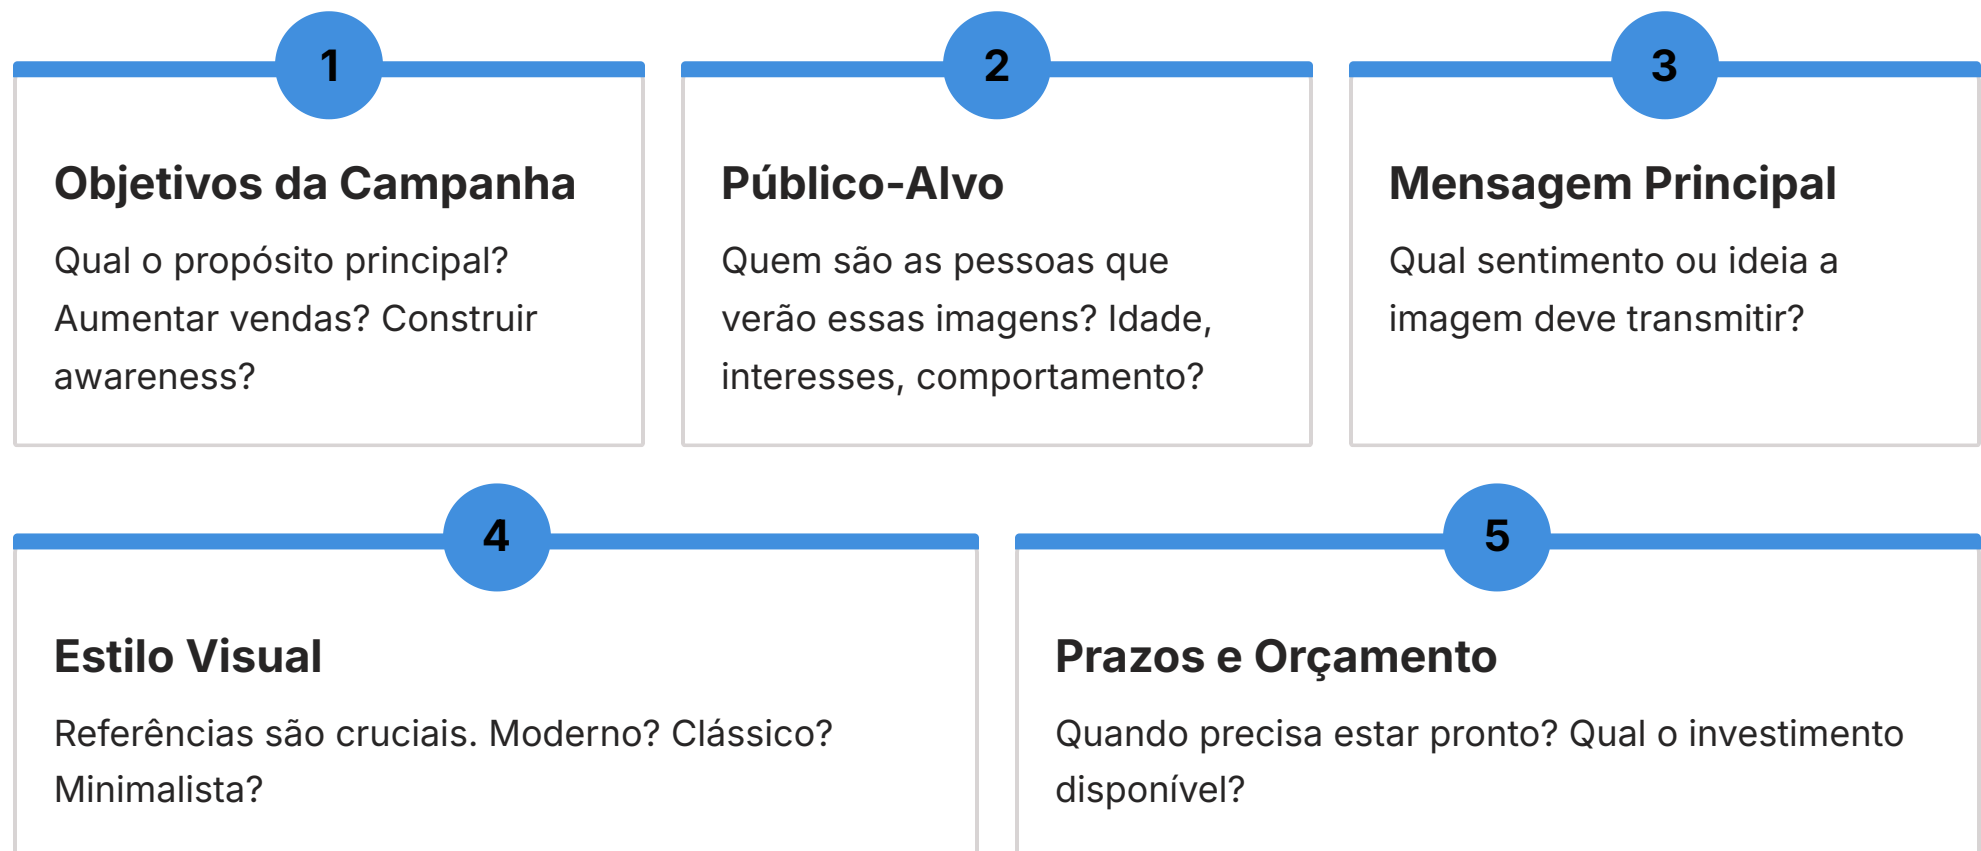 1
Objetivos da Campanha
Qual o propósito principal?
Aumentar vendas? Construir
awareness?
2
Público-Alvo
Quem são as pessoas que
verão essas imagens? Idade,
interesses, comportamento?
3
Mensagem Principal
Qual sentimento ou ideia a
imagem deve transmitir?
4
Estilo Visual
Referências são cruciais. Moderno? Clássico?
Minimalista?
5
Prazos e Orçamento
Quando precisa estar pronto? Qual o investimento
disponível?